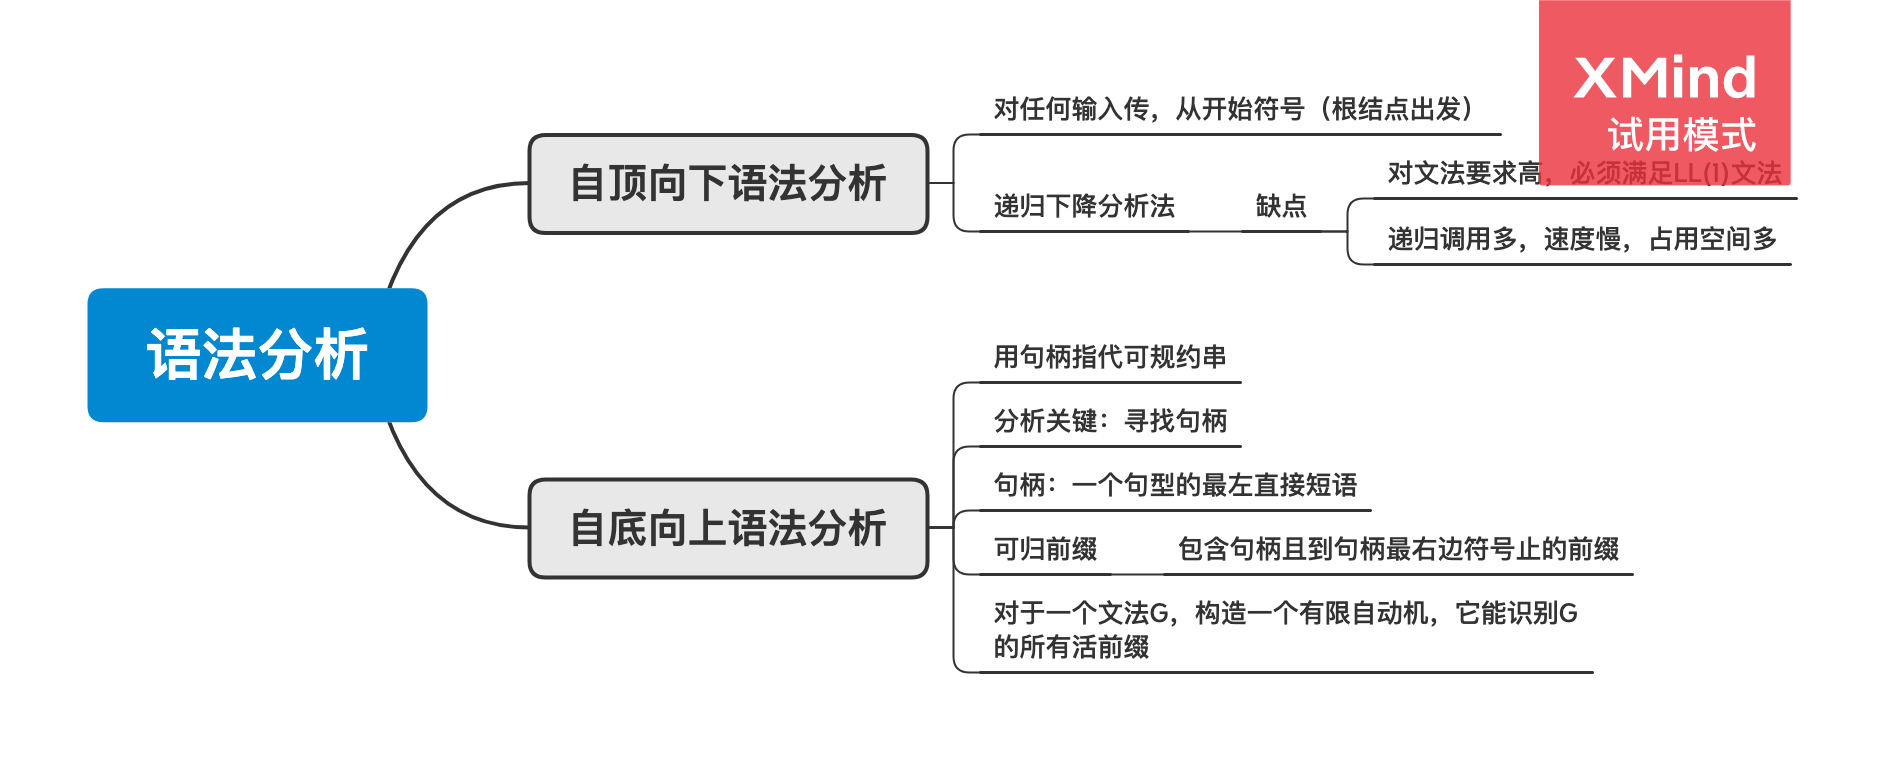 XMind
试用模式
对任何输入传，从开始符号（根结点出发）
自顶向下语法分析
对文法要求高，必须满足LL(1)文法
递归下降分析法
缺点
递归调用多，速度慢，占用空间多
语法分析
用句柄指代可规约串
分析关键：寻找句柄
句柄：一个句型的最左直接短语
自底向上语法分析
可归前缀
包含句柄且到句柄最右边符号止的前缀
对于一个文法G，构造一个有限自动机，它能识别G
的所有活前缀